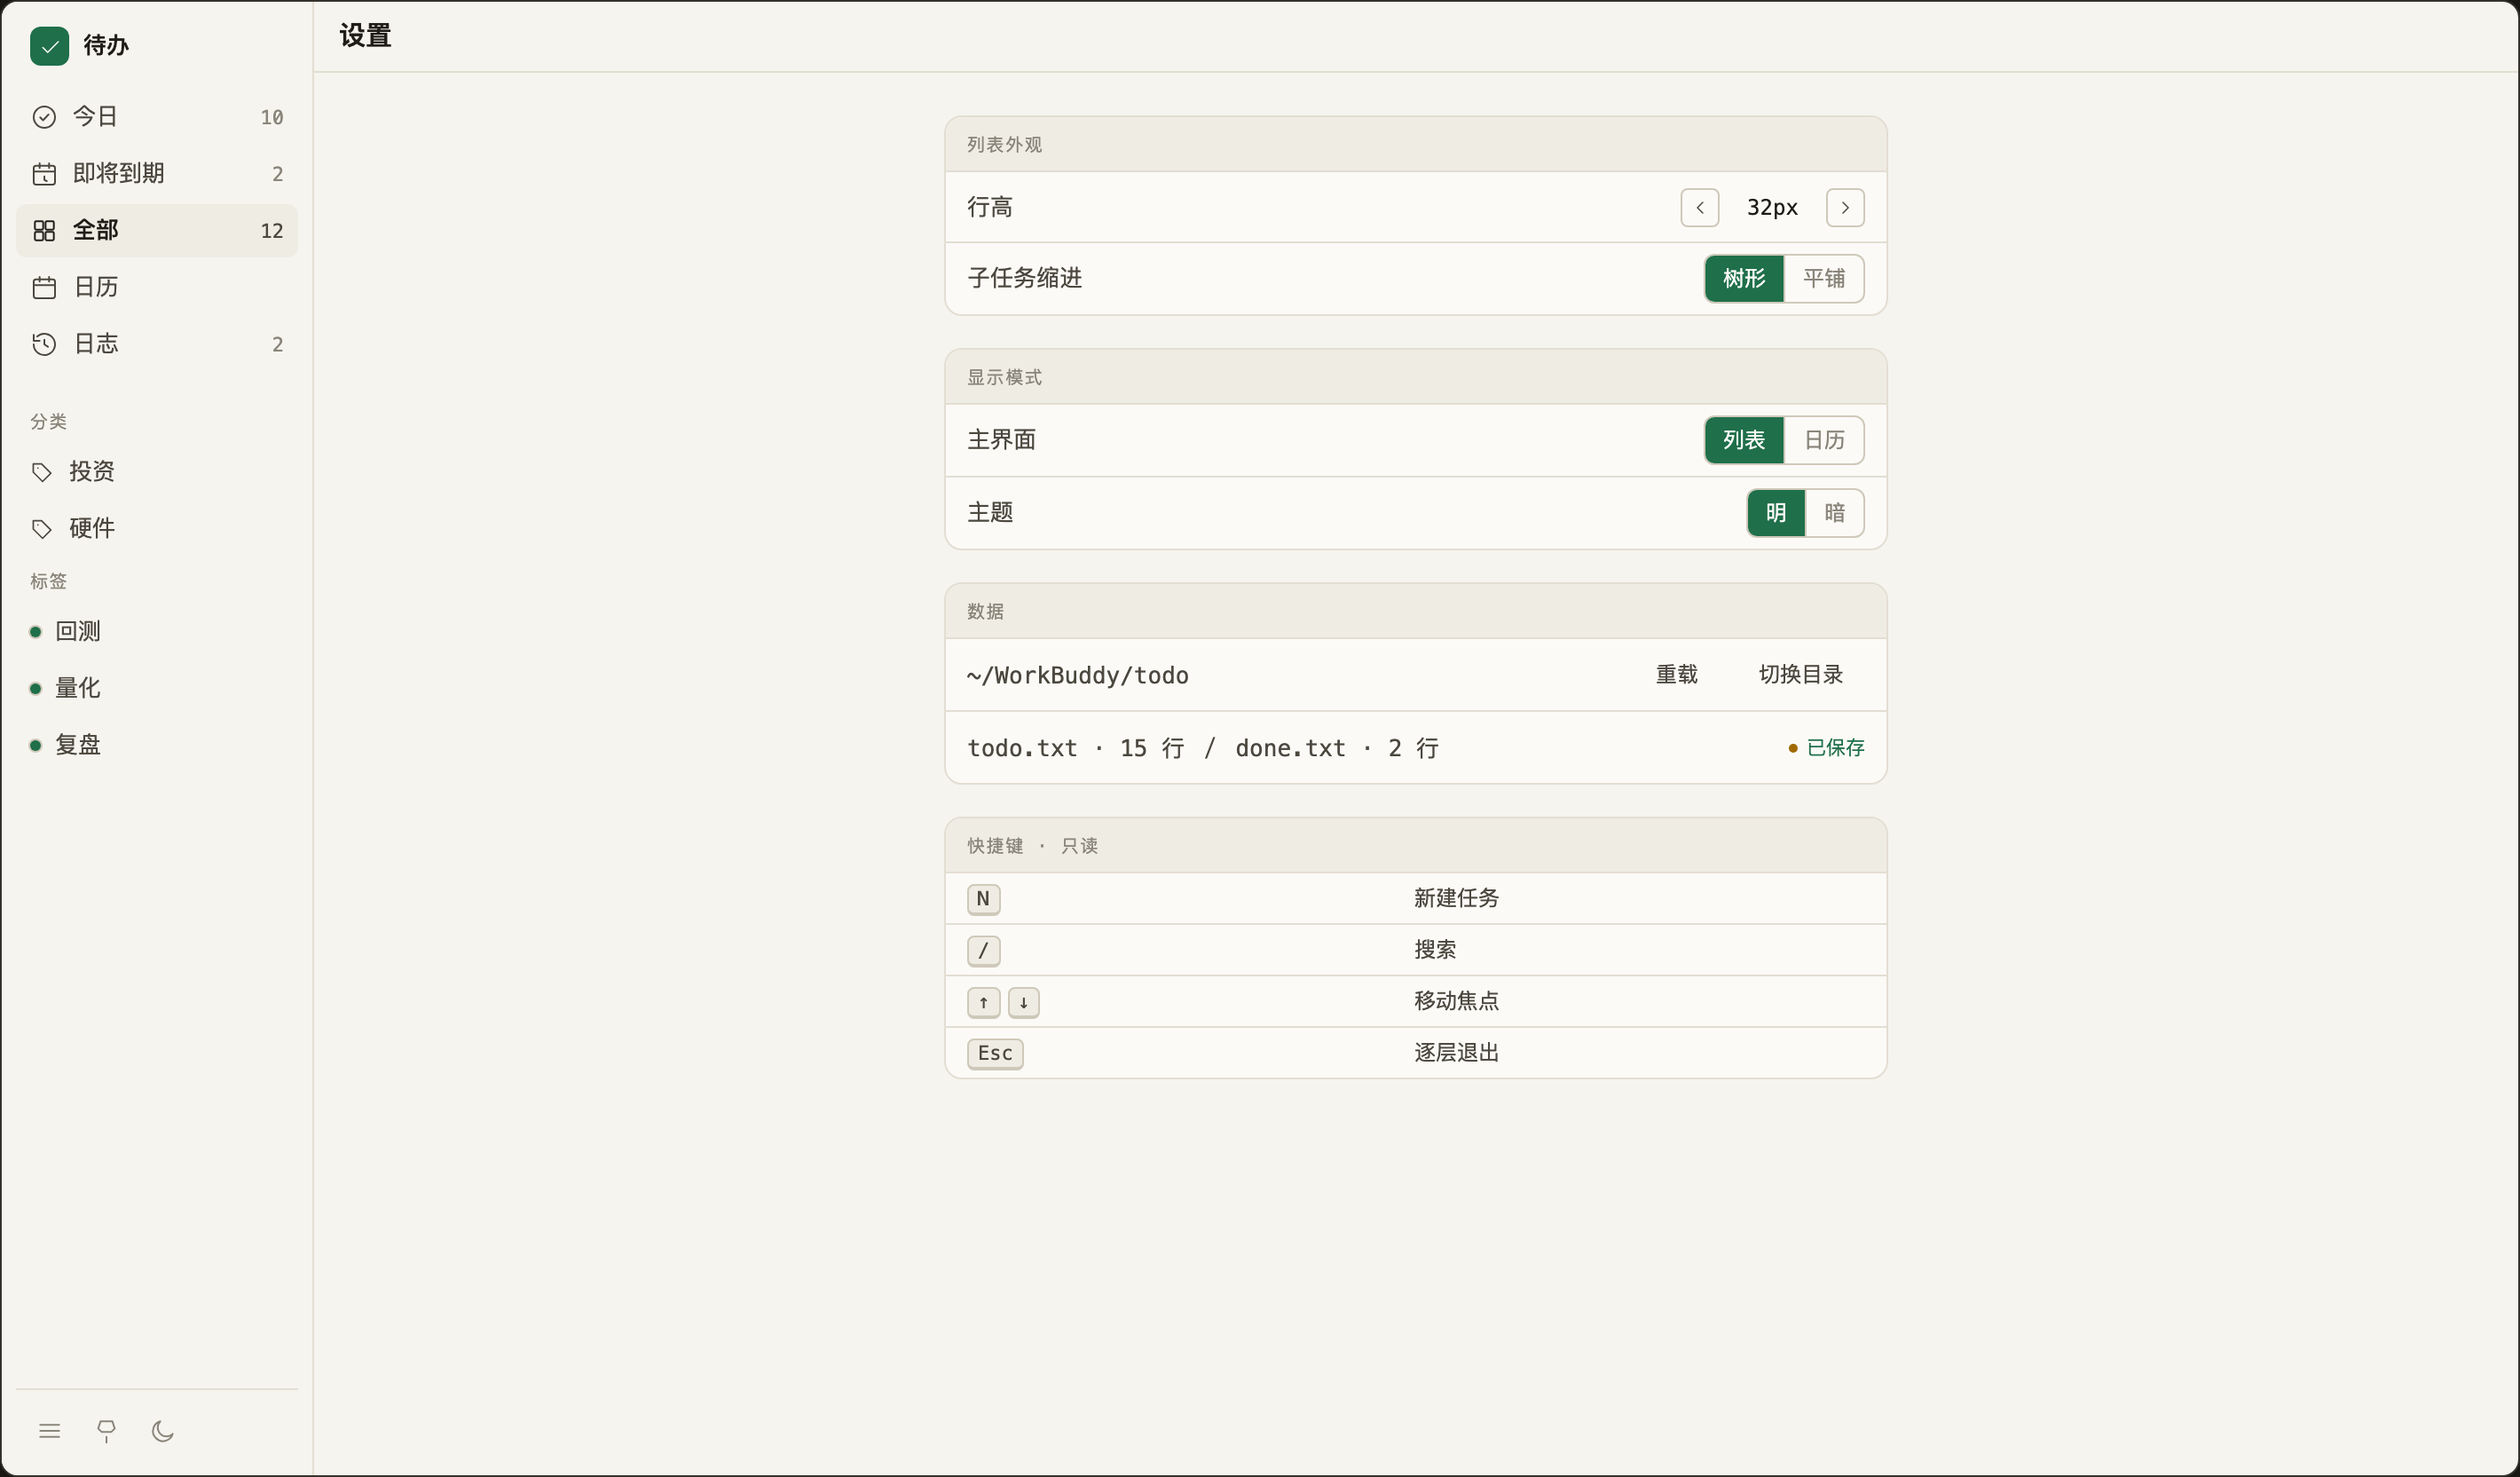 待办
今日 10
即将到期 2
全部 12
日历
日志 2
分类
投资
硬件
标签
回测
量化
复盘
设置
列表外观
行高 32px
子任务缩进 树形 平铺
显示模式
主界面 列表 日历
主题 明 暗
数据
~/WorkBuddy/todo 重载 切换目录
todo.txt · 15 行 / done.txt · 2 行 已保存
快捷键 · 只读
N 新建任务
/ 搜索
↑ ↓ 移动焦点
Esc 逐层退出